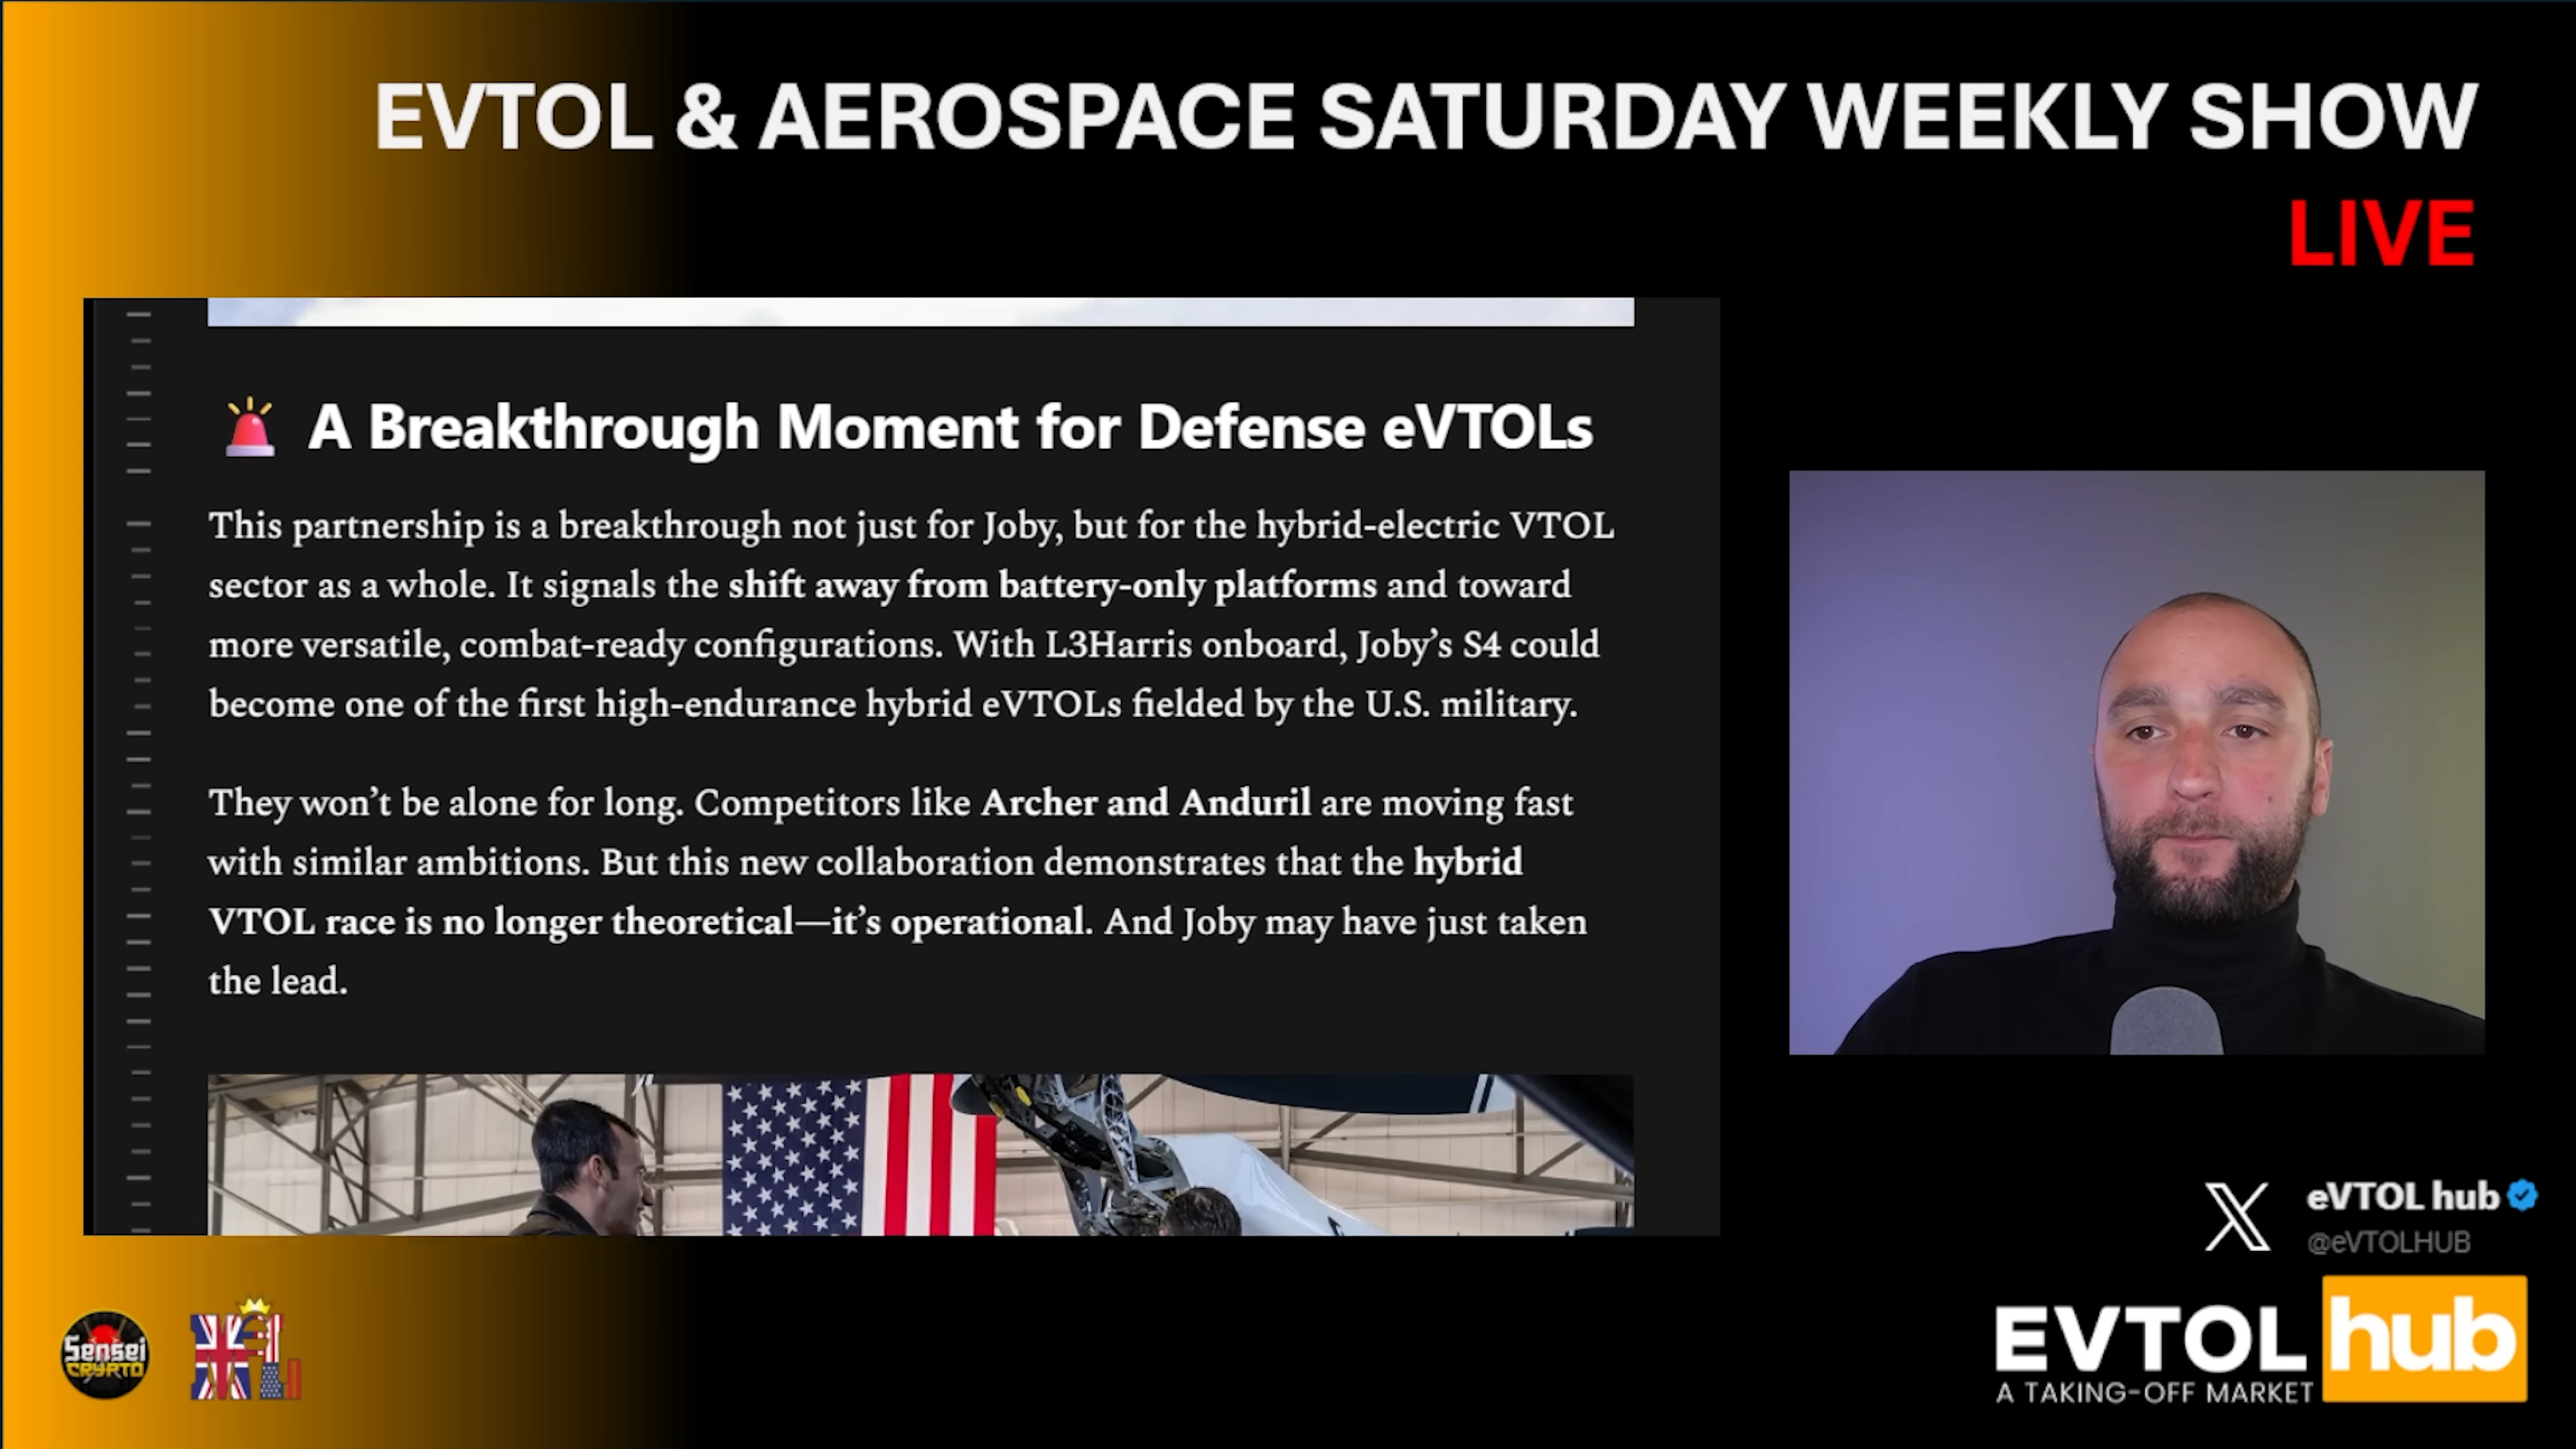 EVTOL & AEROSPACE SATURDAY WEEKLY SHOW
LIVE
A Breakthrough Moment for Defense eVTOLs
This partnership is a breakthrough not just for Joby, but for the hybrid-electric VTOL
sector as a whole. It signals the shift away from battery-only platforms and toward
more versatile, combat-ready configurations. With L3Harris onboard, Joby’s S4 could
become one of the first high-endurance hybrid eVTOLs fielded by the U.S. military.
They won’t be alone for long. Competitors like Archer and Anduril are moving fast
with similar ambitions. But this new collaboration demonstrates that the hybrid
VTOL race is no longer theoretical—it’s operational. And Joby may have just taken
the lead.
eVTOL hub
@eVTOLHUB
Sensei
CRYPTO
EVTOL hub
A TAKING-OFF MARKET